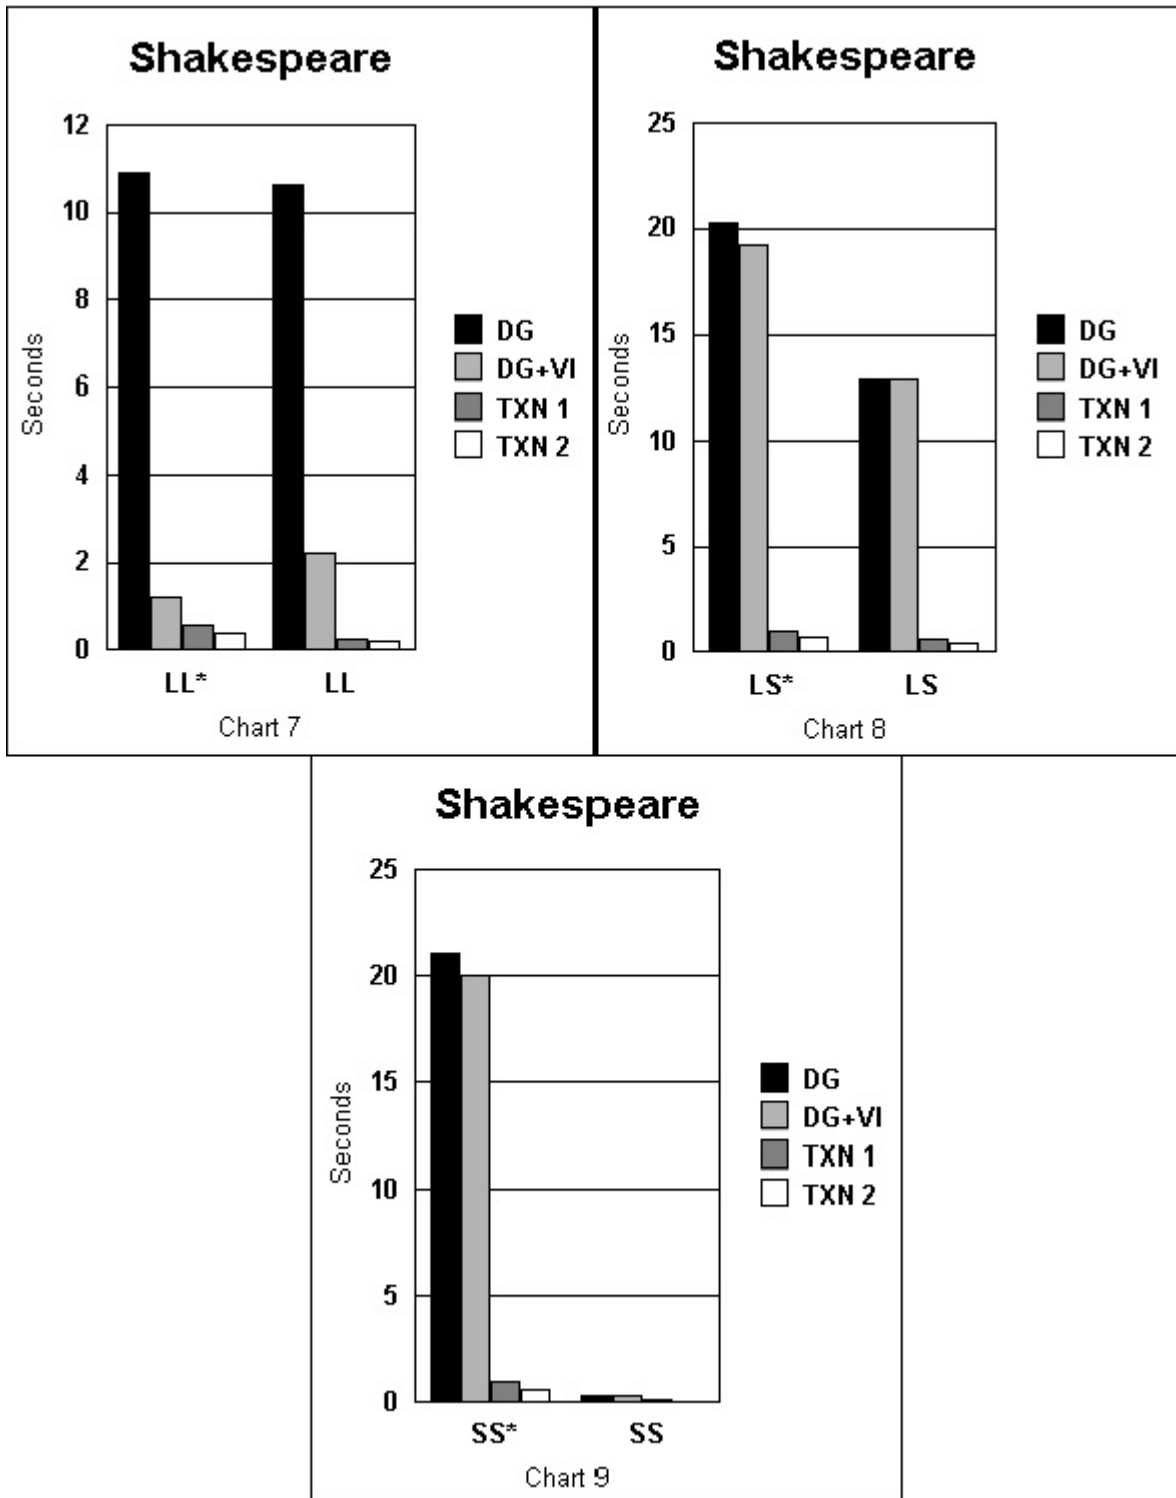 Shakespeare
12
10
8
6
4
2
0
Seconds
LL*
LL
DG
DG+VI
TXN 1
TXN 2
Chart 7
Shakespeare
25
20
15
10
5
0
Seconds
LS*
LS
DG
DG+VI
TXN 1
TXN 2
Chart 8
Shakespeare
25
20
15
10
5
0
Seconds
SS*
SS
DG
DG+VI
TXN 1
TXN 2
Chart 9